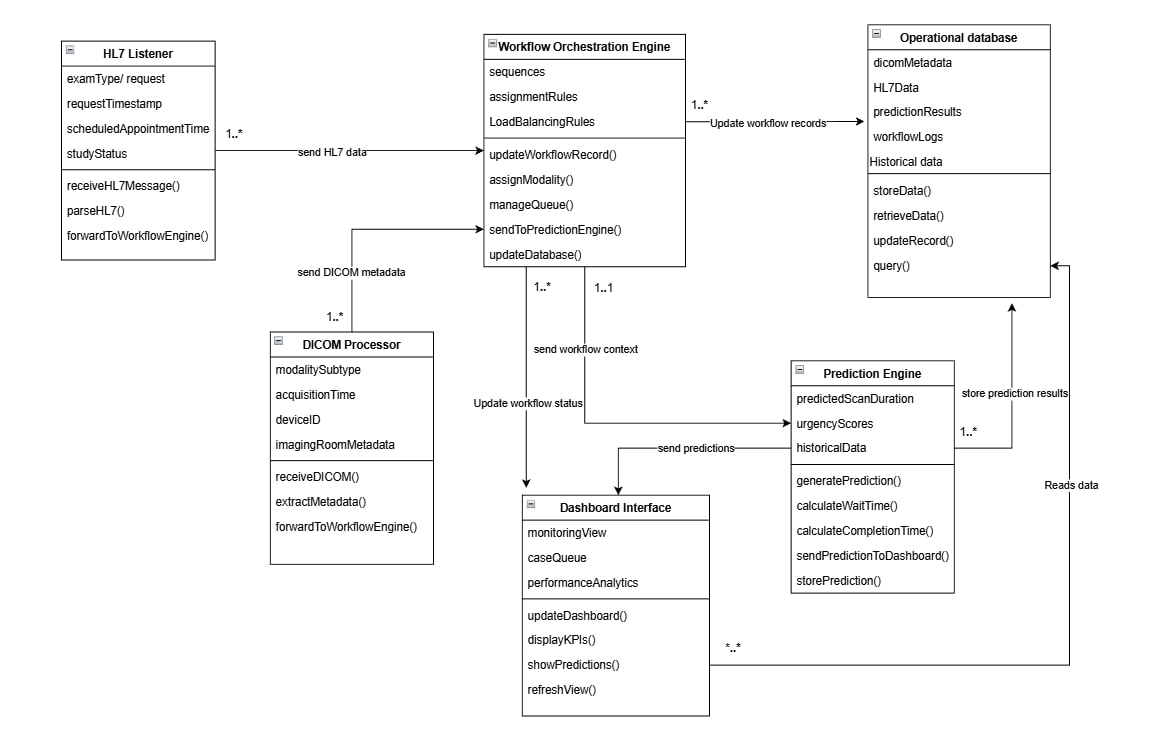 HL7 Listener
examType/ request
requestTimestamp
scheduledAppointmentTime
studyStatus
receiveHL7Message()
parseHL7()
forwardToWorkflowEngine()
1..*
send HL7 data
Workflow Orchestration Engine
sequences
assignmentRules
LoadBalancingRules
updateWorkflowRecord()
assignModality()
manageQueue()
sendToPredictionEngine()
updateDatabase()
1..*
Update workflow records
Operational database
dicomMetadata
HL7Data
predictionResults
workflowLogs
Historical data
storeData()
retrieveData()
updateRecord()
query()
send DICOM metadata
1..*
DICOM Processor
modalitySubtype
acquisitionTime
deviceID
imagingRoomMetadata
receiveDICOM()
extractMetadata()
forwardToWorkflowEngine()
1..*
1..1
send workflow context
Update workflow status
send predictions
Prediction Engine
predictedScanDuration
urgencyScores
historicalData
generatePrediction()
calculateWaitTime()
calculateCompletionTime()
sendPredictionToDashboard()
storePrediction()
store prediction results
1..*
Reads data
Dashboard Interface
monitoringView
caseQueue
performanceAnalytics
updateDashboard()
displayKPIs()
showPredictions()
refreshView()
*..*